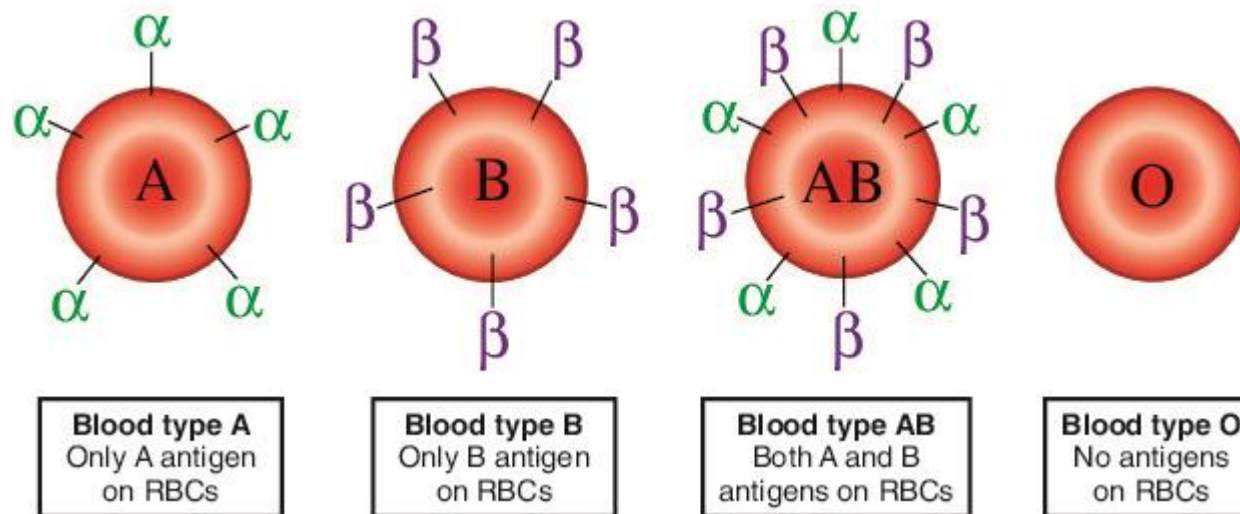 α
α
α
α
α
A
β
β
β
β
β
B
α
β
β
α
α
β
β
α
α
β
AB
O
Blood type A
Only A antigen
on RBCs
Blood type B
Only B antigen
on RBCs
Blood type AB
Both A and B
antigens on RBCs
Blood type O
No antigens
on RBCs